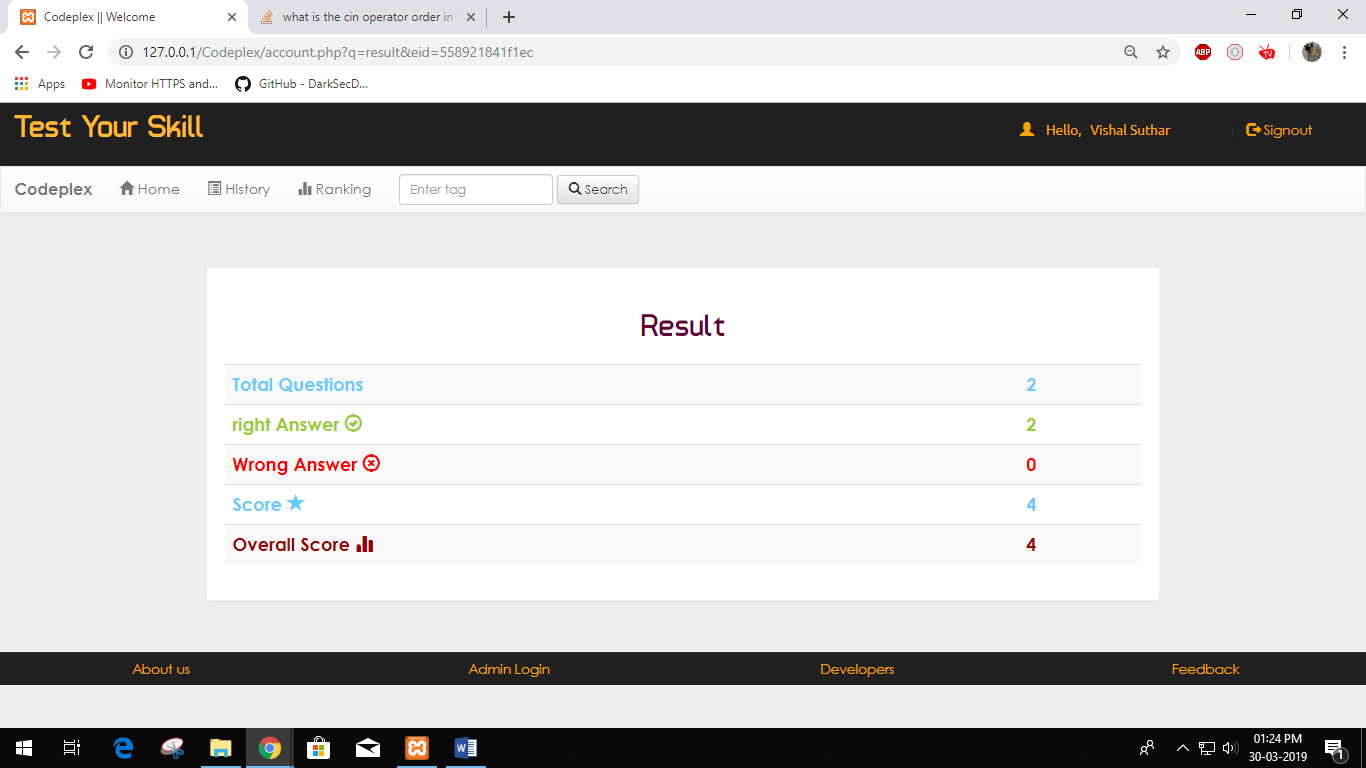 Codeplex || Welcome
what is the cin operator order in
127.0.0.1/Codeplex/account.php?q=result&eid=558921841f1ec
ABP
Apps
Monitor HTTPS and...
GitHub - DarkSecD...
Test Your Skill
Hello, Vishal Suthar
| Signout
Codeplex
Home
History
Ranking
Enter tag
Search
Result
Total Questions 2
right Answer 2
Wrong Answer 0
Score 4
Overall Score 4
About us
Admin Login
Developers
Feedback
01:24 PM
30-03-2019
1